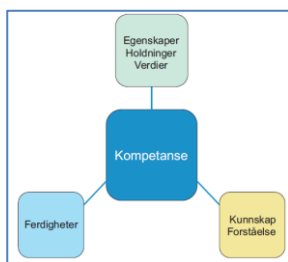 Egenskaper
Holdninger
Verdier
Kompetanse
Ferdigheter
Kunnskap
Forståelse